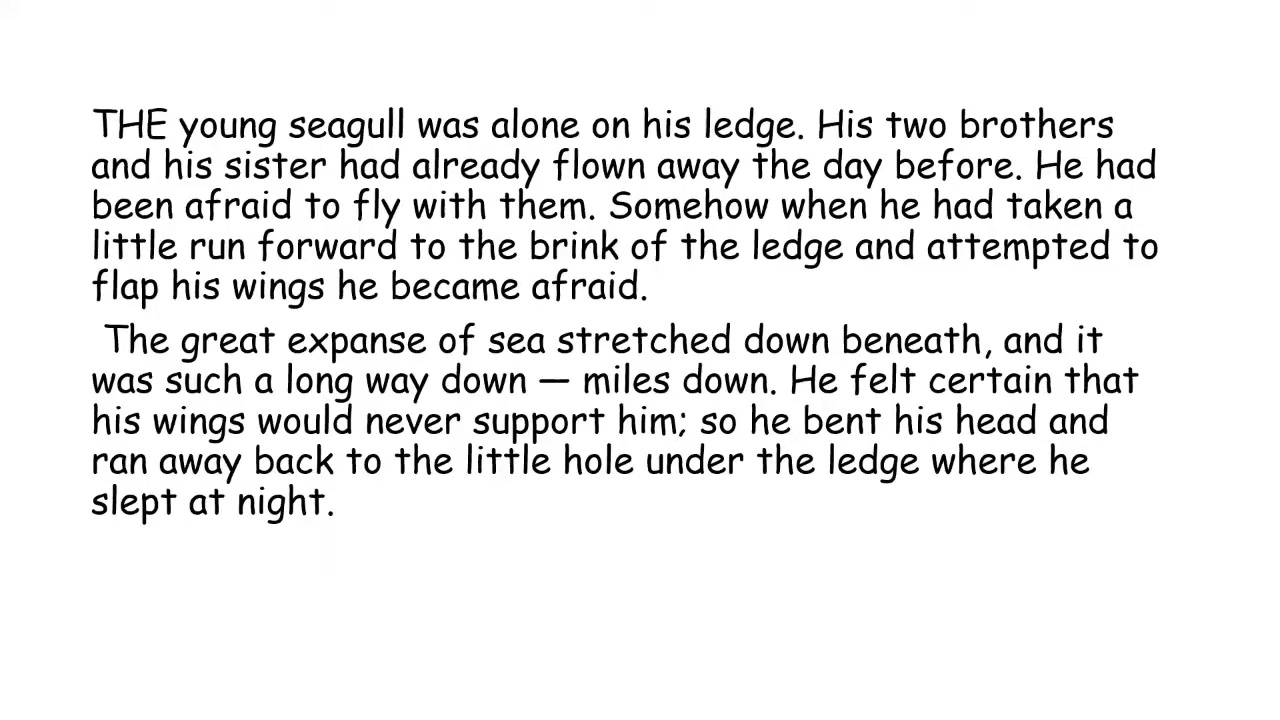 THE young seagull was alone on his ledge. His two brothers
and his sister had already flown away the day before. He had
been afraid to fly with them. Somehow when he had taken a
little run forward to the brink of the ledge and attempted to
flap his wings he became afraid.
The great expanse of sea stretched down beneath, and it
was such a long way down — miles down. He felt certain that
his wings would never support him; so he bent his head and
ran away back to the little hole under the ledge where he
slept at night.